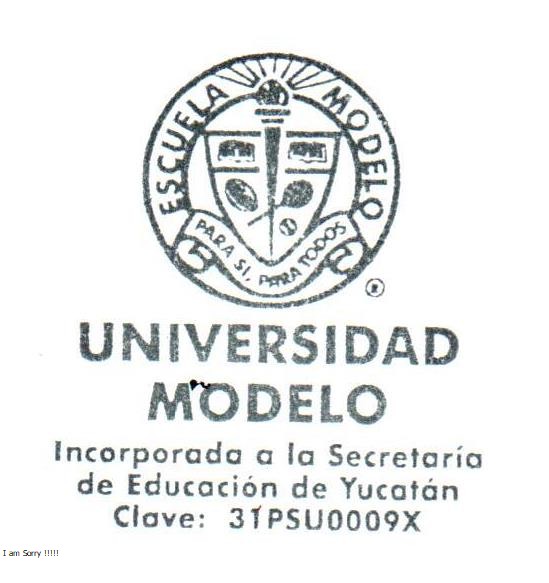 ESCUELA MODELO
PARA SI, PARA TODOS
UNIVERSIDAD
MODELO
Incorporada a la Secretaría
de Educación de Yucatán
Clave: 31PSU0009X
I am Sorry !!!!!